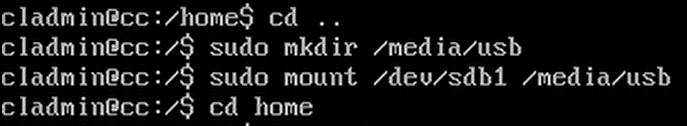 cladmin@cc:/home$ cd ..
cladmin@cc:/$ sudo mkdir /media/usb
cladmin@cc:/$ sudo mount /dev/sdb1 /media/usb
cladmin@cc:/$ cd home